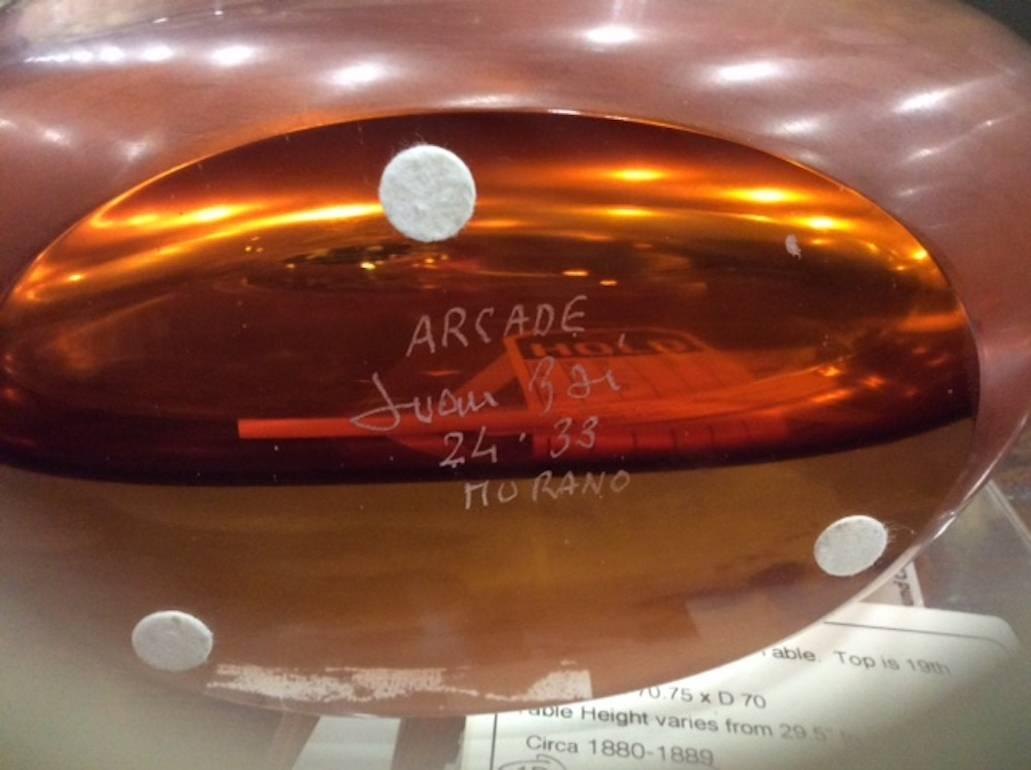 ARCADE
HOLD
Juan
24 · 33
MURANO
Top is 19th
70.75 x D 70
Table Height varies from 29.5"
Circa 1880-1889